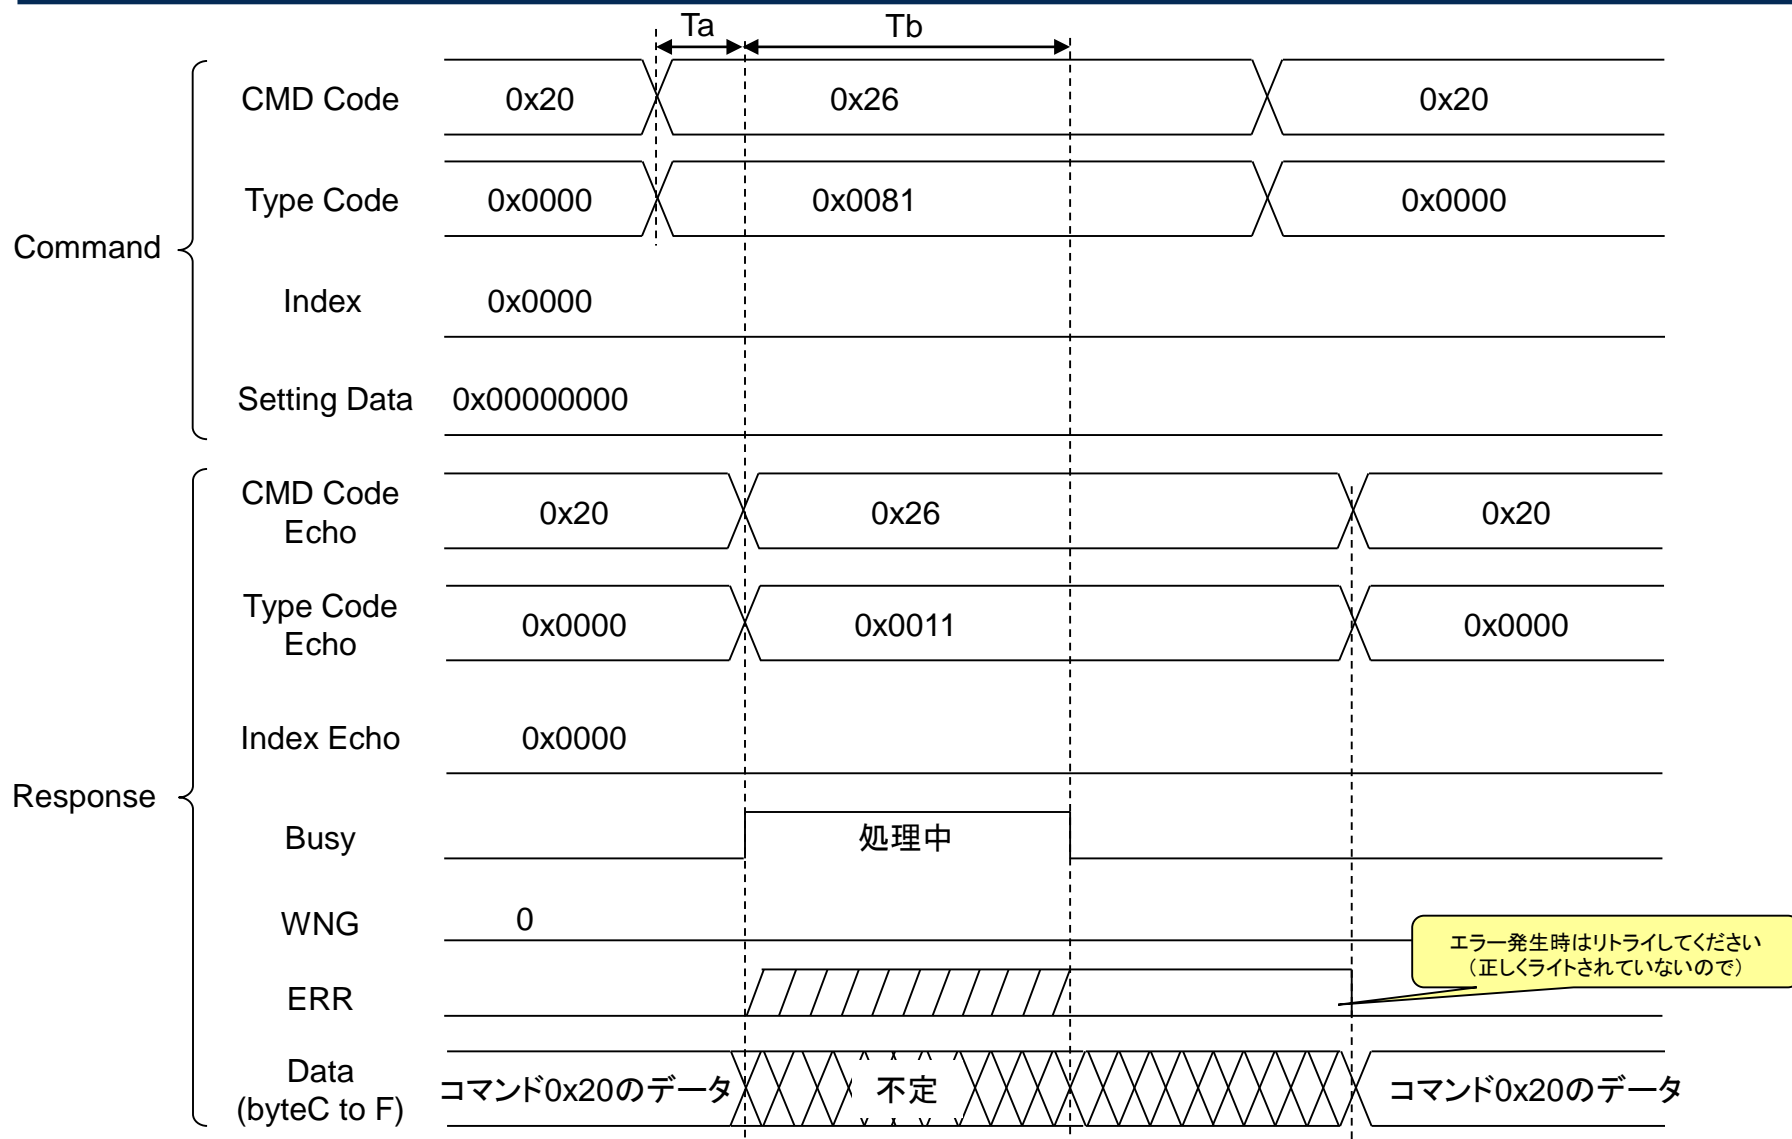 Ta
Tb
Command
CMD Code
0x20
0x26
0x20
Type Code
0x0000
0x0081
0x0000
Index
0x0000
Setting Data
0x00000000
Response
CMD Code
Echo
0x20
0x26
0x20
Type Code
Echo
0x0000
0x0011
0x0000
Index Echo
0x0000
Busy
処理中
WNG
0
エラー発生時はリトライしてください
（正しくライトされていないので）
ERR
Data
(byteC to F)
コマンド0x20のデータ
不定
コマンド0x20のデータ